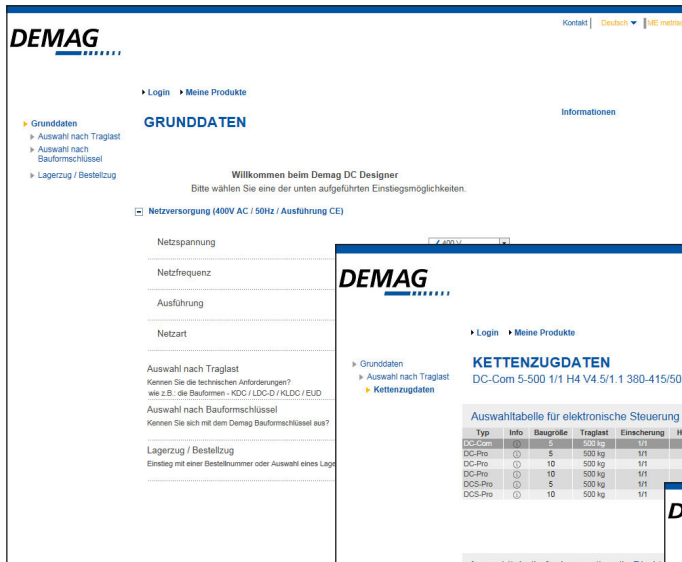 Kontakt Deutsch
DEMAG
Login Meine Produkte
Informationen
Grunddaten
Auswahl nach Traglast
Auswahl nach
Bauformschlüssel
Lagerzug / Bestellzug
GRUNDDATEN
Willkommen beim Demag DC Designer
Bitte wählen Sie eine der unten aufgeführten Einstiegsmöglichkeiten.
Netzversorgung (400V AC / 50Hz / Ausführung CE)
Netzspannung
Netzfrequenz
Ausführung
Netzart
Auswahl nach Traglast
Kennen Sie die technischen Anforderungen?
wie z.B.: die Bauformen - KDC / LDC-D / KLDC / EUD
Auswahl nach Bauformschlüssel
Kennen Sie sich mit dem Demag Bauformschlüssel aus?
Lagerzug / Bestellzug
Einstieg mit einer Bestellnummer oder Auswahl eines Lage
DEMAG
Login Meine Produkte
Grunddaten
Auswahl nach Traglast
Kettenzugdaten
KETTENZUGDATEN
DC-Com 5-500 1/1 H4 V4.5/1.1 380-415/50
Auswahltabelle für elektronische Steuerung
Typ Info Baugröße Traglast Einscherung H
DC-Com 5 500 kg 1/1
DC-Pro 5 500 kg 1/1
DC-Pro 10 500 kg 1/1
DC-Pro 10 500 kg 1/1
DCS-Pro 5 500 kg 1/1
DCS-Pro 10 500 kg 1/1
D